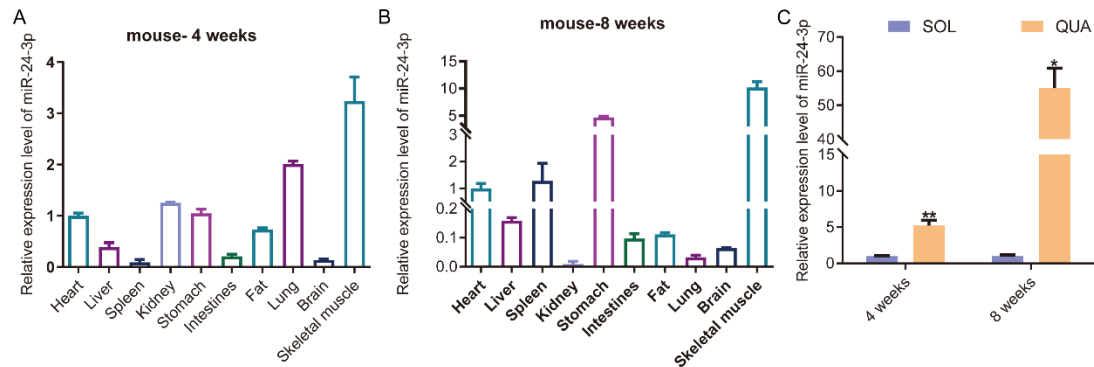 A
mouse- 4 weeks
Relative expression level of miR-24-3p
4
3
2
1
0
Heart
Liver
Spleen
Kidney
Stomach
Intestines
Fat
Lung
Brain
Skeletal muscle
B
mouse-8 weeks
Relative expression level of miR-24-3p
15
10
5
3
2
1
0.2
0.1
0.0
Heart
Liver
Spleen
Kidney
Stomach
Intestines
Fat
Lung
Brain
Skeletal muscle
C
SOL
QUA
Relative expression level of miR-24-3p
70
60
50
40
15
10
5
0
**
*
4 weeks
8 weeks